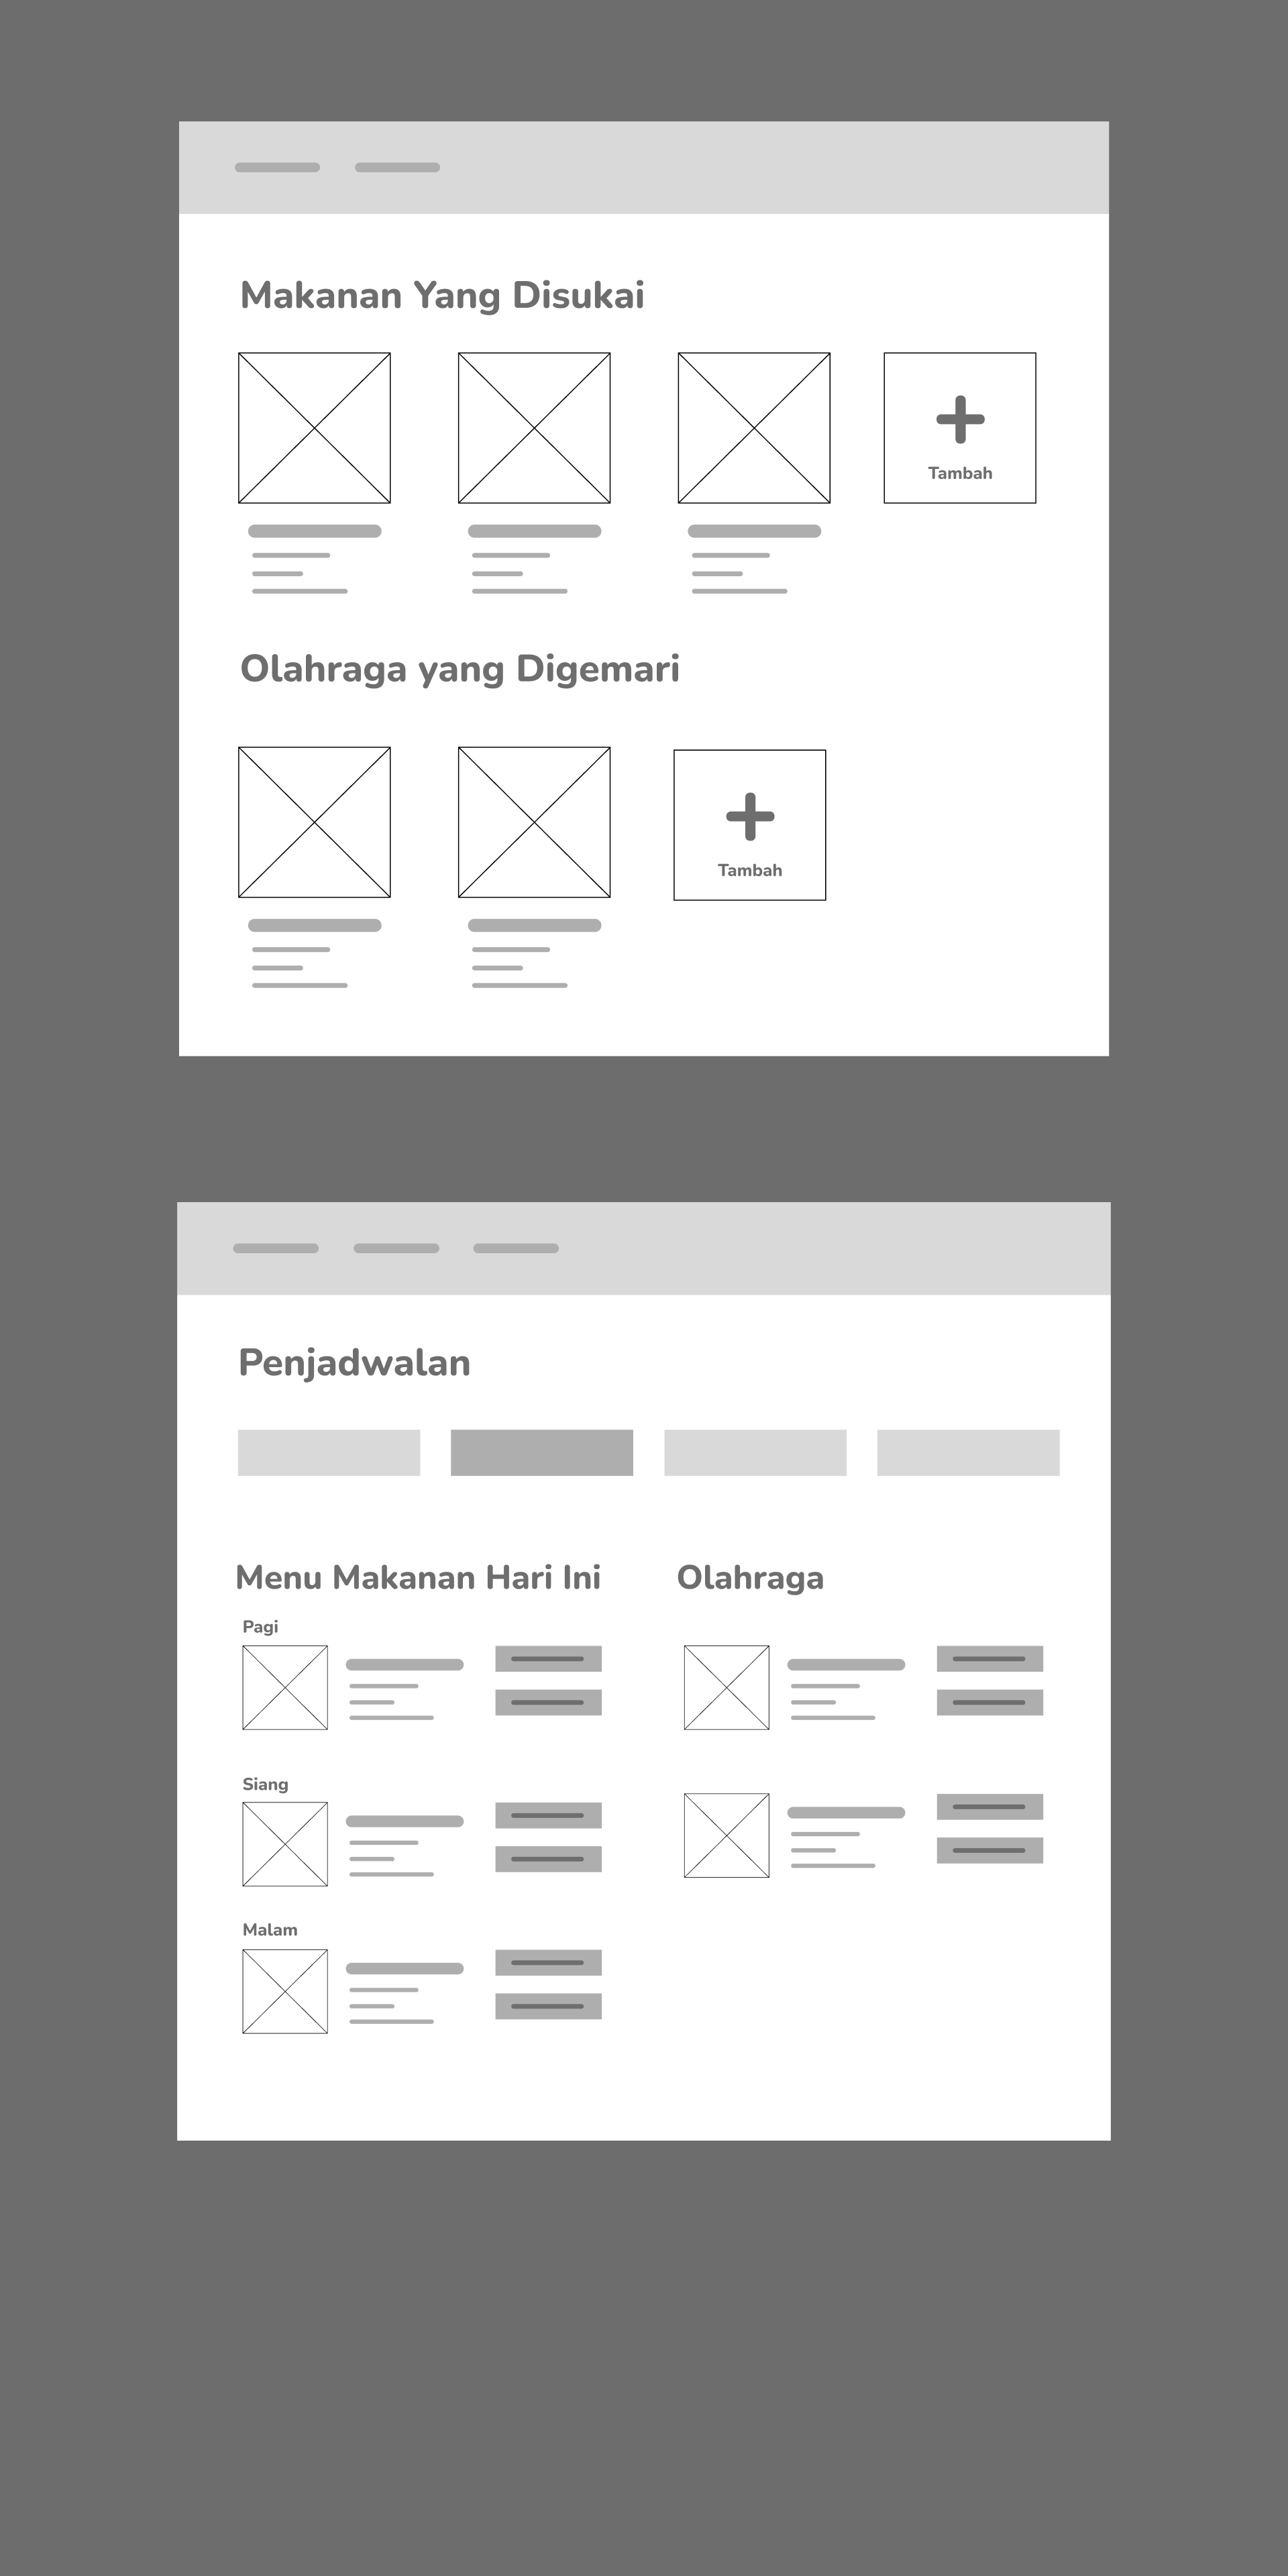 Makanan Yang Disukai
Tambah
Olahraga yang Digemari
Tambah
Penjadwalan
Menu Makanan Hari Ini
Pagi
Siang
Malam
Olahraga